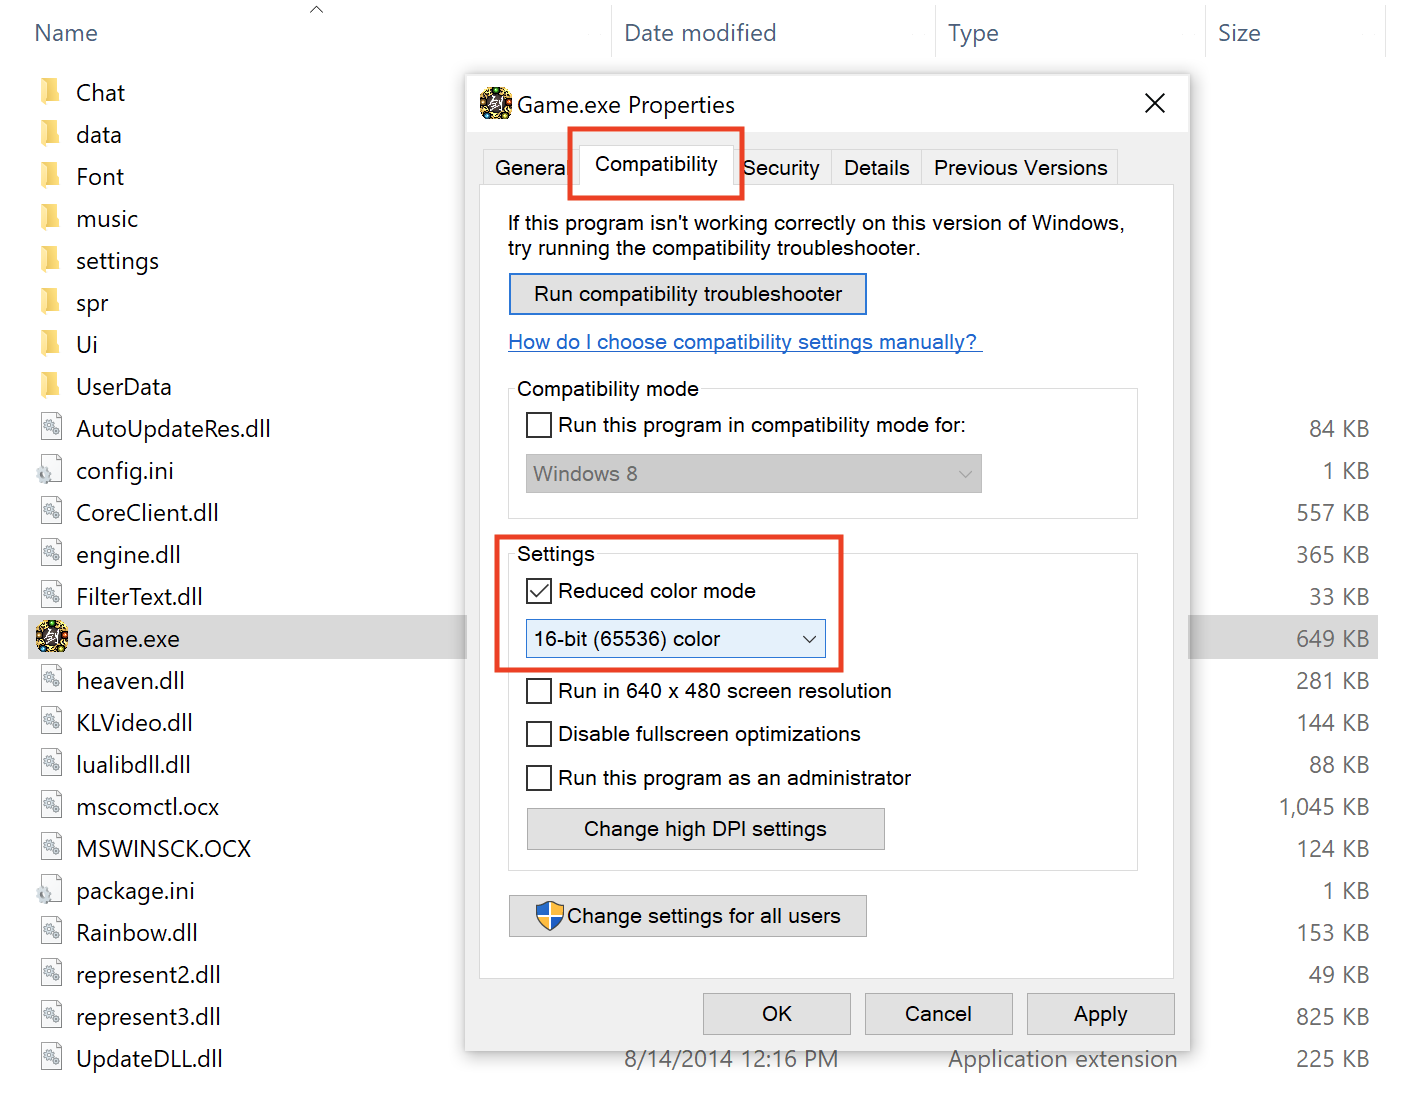 Name Date modified Type Size
Chat
data
Font
music
settings
spr
Ui
UserData
AutoUpdateRes.dll 84 KB
config.ini 1 KB
CoreClient.dll 557 KB
engine.dll 365 KB
FilterText.dll 33 KB
Game.exe 649 KB
heaven.dll 281 KB
KLVideo.dll 144 KB
lualibdll.dll 88 KB
mscomctl.ocx 1,045 KB
MSWINSCK.OCX 124 KB
package.ini 1 KB
Rainbow.dll 153 KB
represent2.dll 49 KB
represent3.dll 825 KB
UpdateDLL.dll 8/14/2014 12:16 PM Application extension 225 KB
Game.exe Properties
General Compatibility Security Details Previous Versions
If this program isn't working correctly on this version of Windows,
try running the compatibility troubleshooter.
Run compatibility troubleshooter
How do I choose compatibility settings manually?
Compatibility mode
Run this program in compatibility mode for:
Windows 8
Settings
Reduced color mode
16-bit (65536) color
Run in 640 x 480 screen resolution
Disable fullscreen optimizations
Run this program as an administrator
Change high DPI settings
Change settings for all users
OK Cancel Apply